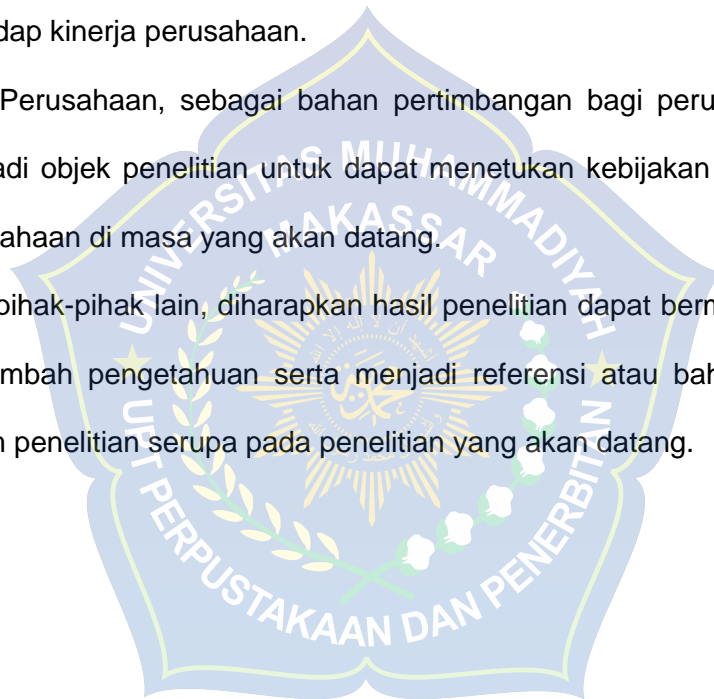 dap kinerja perusahaan.
Perusahaan, sebagai bahan pertimbangan bagi peru
adi objek penelitian untuk dapat menetukan kebijakan
sahaan di masa yang akan datang.
pihak-pihak lain, diharapkan hasil penelitian dapat berm
mbah pengetahuan serta menjadi referensi atau bah
n penelitian serupa pada penelitian yang akan datang.
UNIVERSITAS MUHAMMADIYAH
MAKASSAR
UPT PERPUSTAKAAN DAN PENERBITAN